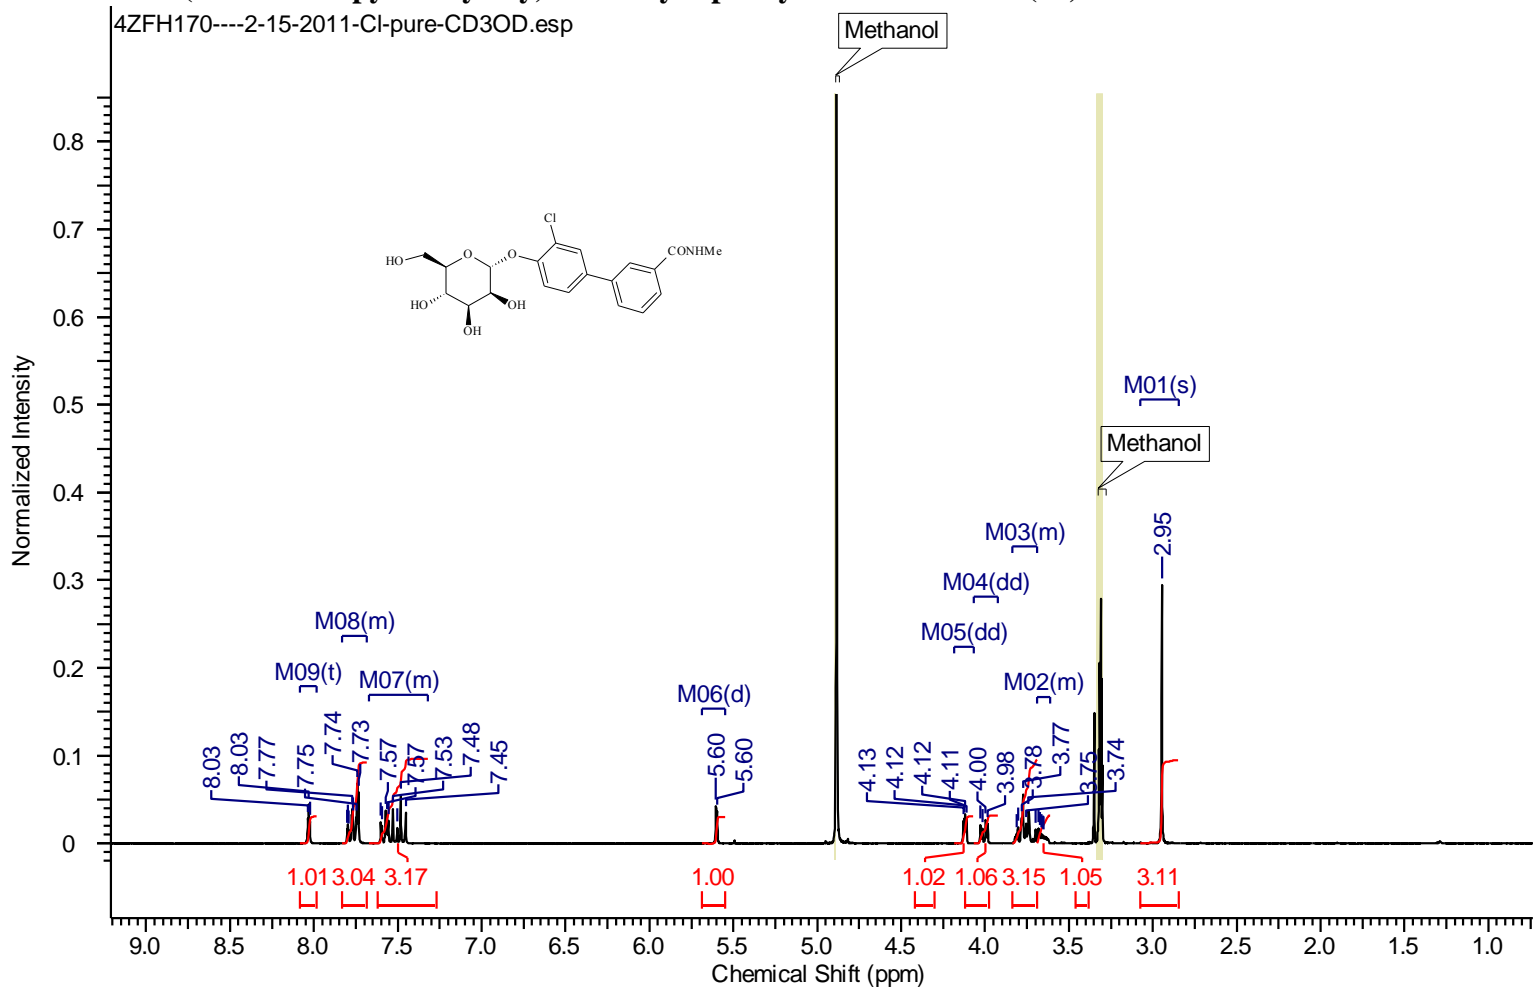 4ZFH170----2-15-2011-Cl-pure-CD3OD.esp
Methanol
Cl
CONHMe
HO
O
O
HO
OH
OH
M01(s)
Methanol
2.95
M03(m)
M04(dd)
M05(dd)
M02(m)
M06(d)
M08(m)
M09(t)
M07(m)
8.03
8.03
7.77
7.75
7.74
7.73
7.57
7.57
7.53
7.48
7.45
5.60
5.60
4.13
4.12
4.12
4.11
4.00
3.98
3.78
3.77
3.75
3.74
1.01 3.04 3.17 1.00 1.02 1.06 3.15 1.05 3.11
Normalized Intensity
0.8
0.7
0.6
0.5
0.4
0.3
0.2
0.1
0
9.0 8.5 8.0 7.5 7.0 6.5 6.0 5.5 5.0 4.5 4.0 3.5 3.0 2.5 2.0 1.5 1.0
Chemical Shift (ppm)